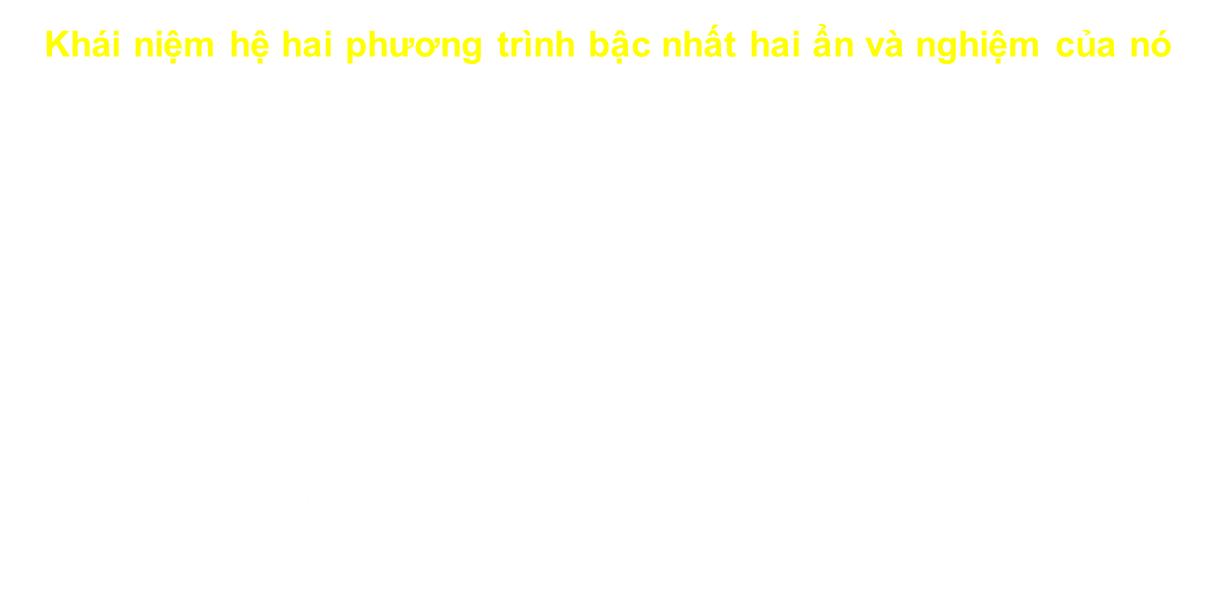 Khái niệm hệ hai phương trình bậc nhất hai ẩn và nghiệm của nó